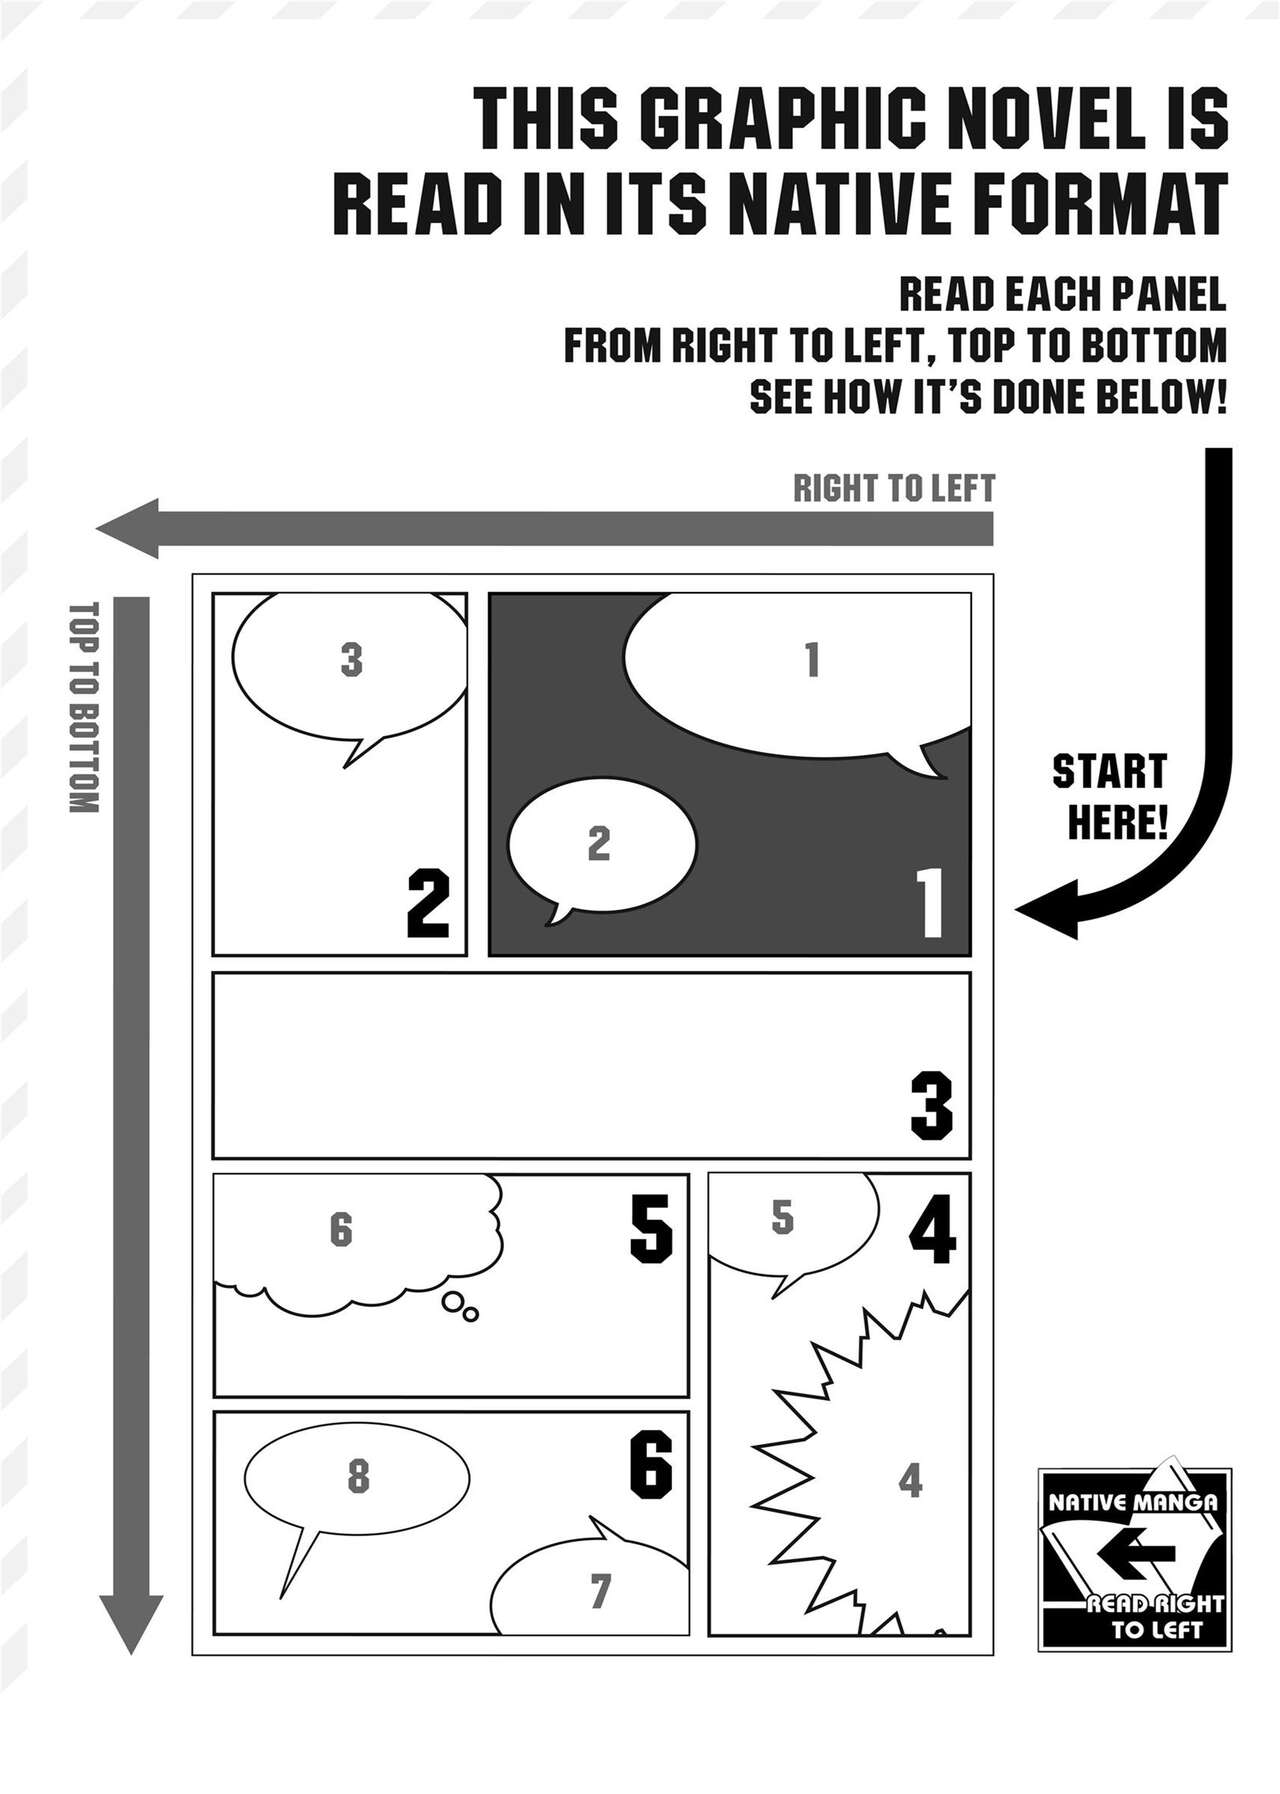 THIS GRAPHIC NOVEL IS
READ IN ITS NATIVE FORMAT
READ EACH PANEL
FROM RIGHT TO LEFT, TOP TO BOTTOM
SEE HOW IT'S DONE BELOW!
RIGHT TO LEFT
TOP TO BOTTOM
START
HERE!
1
2
1
3
2
3
4
5
4
5
6
6
7
8
NATIVE MANGA
READ RIGHT
TO LEFT